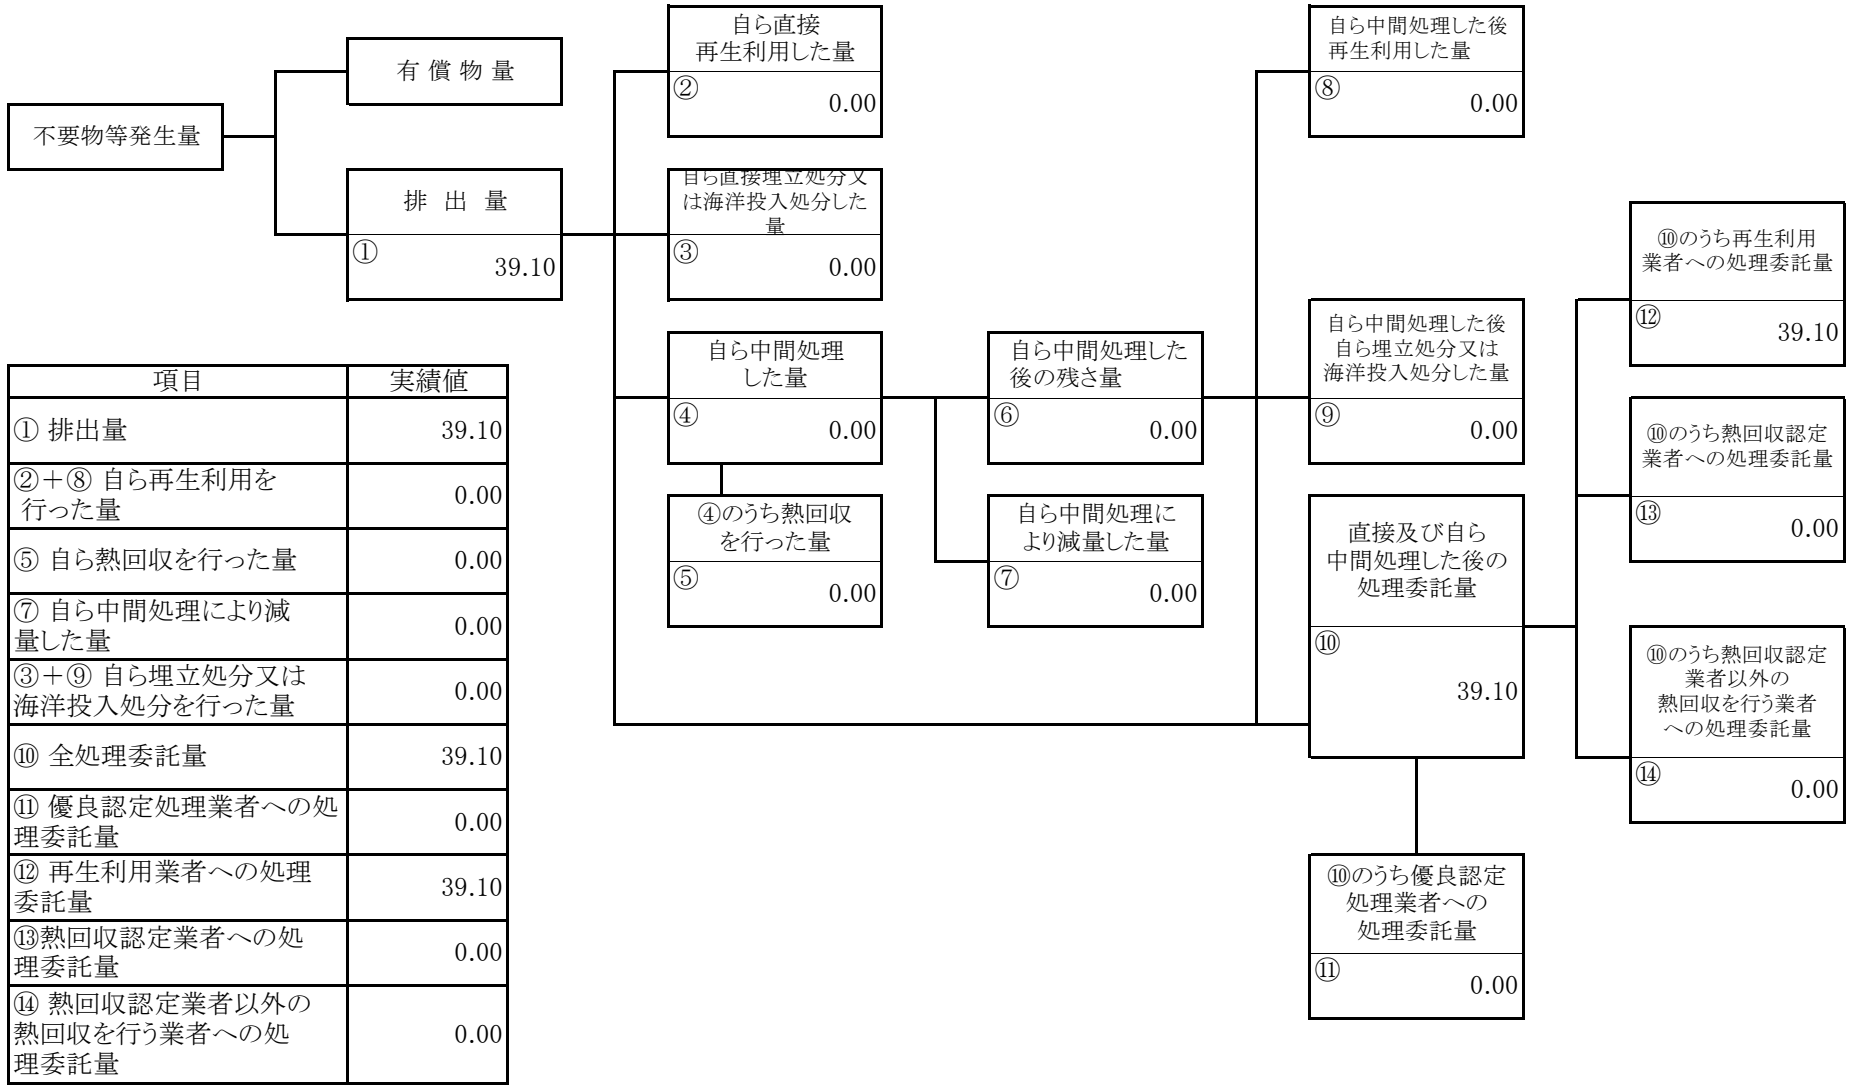 不要物等発生量
有 償 物 量
排 出 量
①
39.10
自ら直接
再生利用した量
②
0.00
自ら直接埋立処分又
は海洋投入処分した
量
③
0.00
自ら中間処理
した量
④
0.00
④のうち熱回収
を行った量
⑤
0.00
自ら中間処理した
後の残さ量
⑥
0.00
自ら中間処理に
より減量した量
⑦
0.00
自ら中間処理した後
再生利用した量
⑧
0.00
自ら中間処理した後
自ら埋立処分又は
海洋投入処分した量
⑨
0.00
直接及び自ら
中間処理した後の
処理委託量
⑩
39.10
⑩のうち優良認定
処理業者への
処理委託量
⑪
0.00
⑩のうち再生利用
業者への処理委託量
⑫
39.10
⑩のうち熱回収認定
業者への処理委託量
⑬
0.00
⑩のうち熱回収認定
業者以外の
熱回収を行う業者
への処理委託量
⑭
0.00
項目 実績値
① 排出量 39.10
②＋⑧ 自ら再生利用を
行った量 0.00
⑤ 自ら熱回収を行った量 0.00
⑦ 自ら中間処理により減
量した量 0.00
③＋⑨ 自ら埋立処分又は
海洋投入処分を行った量 0.00
⑩ 全処理委託量 39.10
⑪ 優良認定処理業者への処
理委託量 0.00
⑫ 再生利用業者への処理
委託量 39.10
⑬熱回収認定業者への処
理委託量 0.00
⑭ 熱回収認定業者以外の
熱回収を行う業者への処
理委託量 0.00